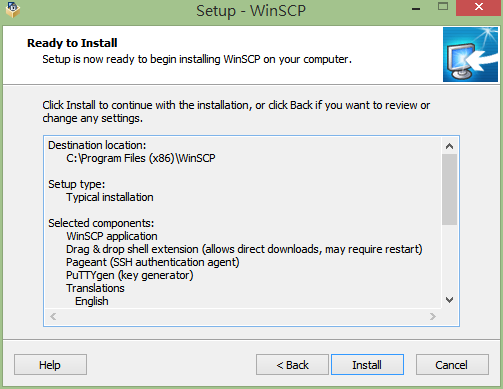 Setup - WinSCP
Ready to Install
Setup is now ready to begin installing WinSCP on your computer.
Click Install to continue with the installation, or click Back if you want to review or
change any settings.
Destination location:
C:\Program Files (x86)\WinSCP
Setup type:
Typical installation
Selected components:
WinSCP application
Drag & drop shell extension (allows direct downloads, may require restart)
Pageant (SSH authentication agent)
PuTTYgen (key generator)
Translations
English
Help
< Back
Install
Cancel